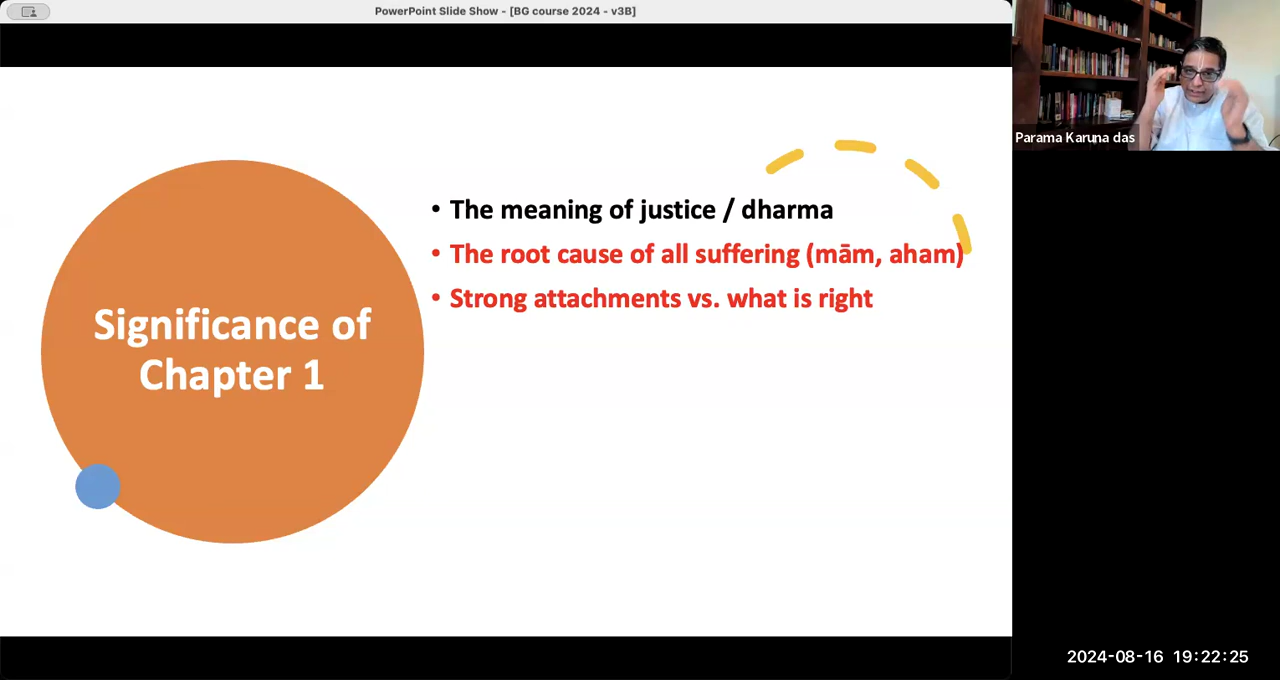 PowerPoint Slide Show - [BG course 2024 - v3B]
Significance of
Chapter 1
• The meaning of justice / dharma
• The root cause of all suffering (mām, aham)
• Strong attachments vs. what is right
Parama Karuna das
2024-08-16 19:22:25